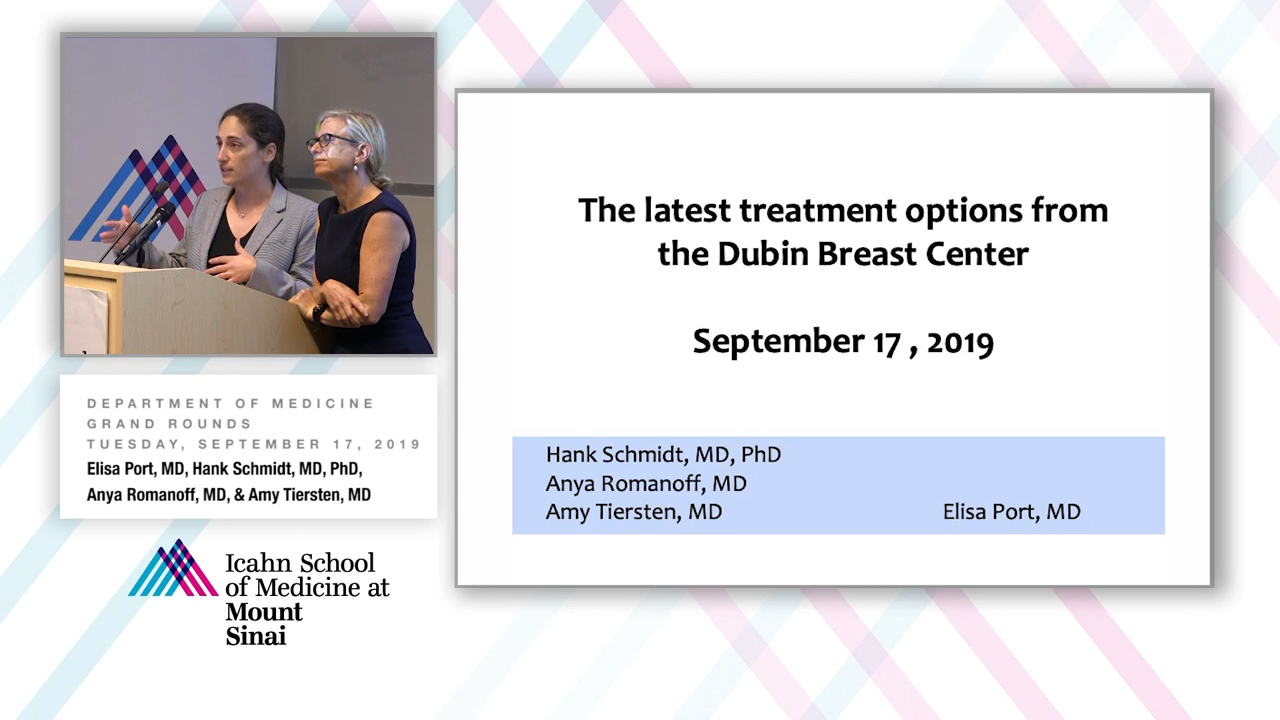 DEPARTMENT OF MEDICINE
GRAND ROUNDS
TUESDAY, SEPTEMBER 17, 2019
Elisa Port, MD, Hank Schmidt, MD, PhD,
Anya Romanoff, MD, & Amy Tiersten, MD
Icahn School
of Medicine at
Mount
Sinai
The latest treatment options from
the Dubin Breast Center
September 17 , 2019
Hank Schmidt, MD, PhD
Anya Romanoff, MD
Amy Tiersten, MD
Elisa Port, MD